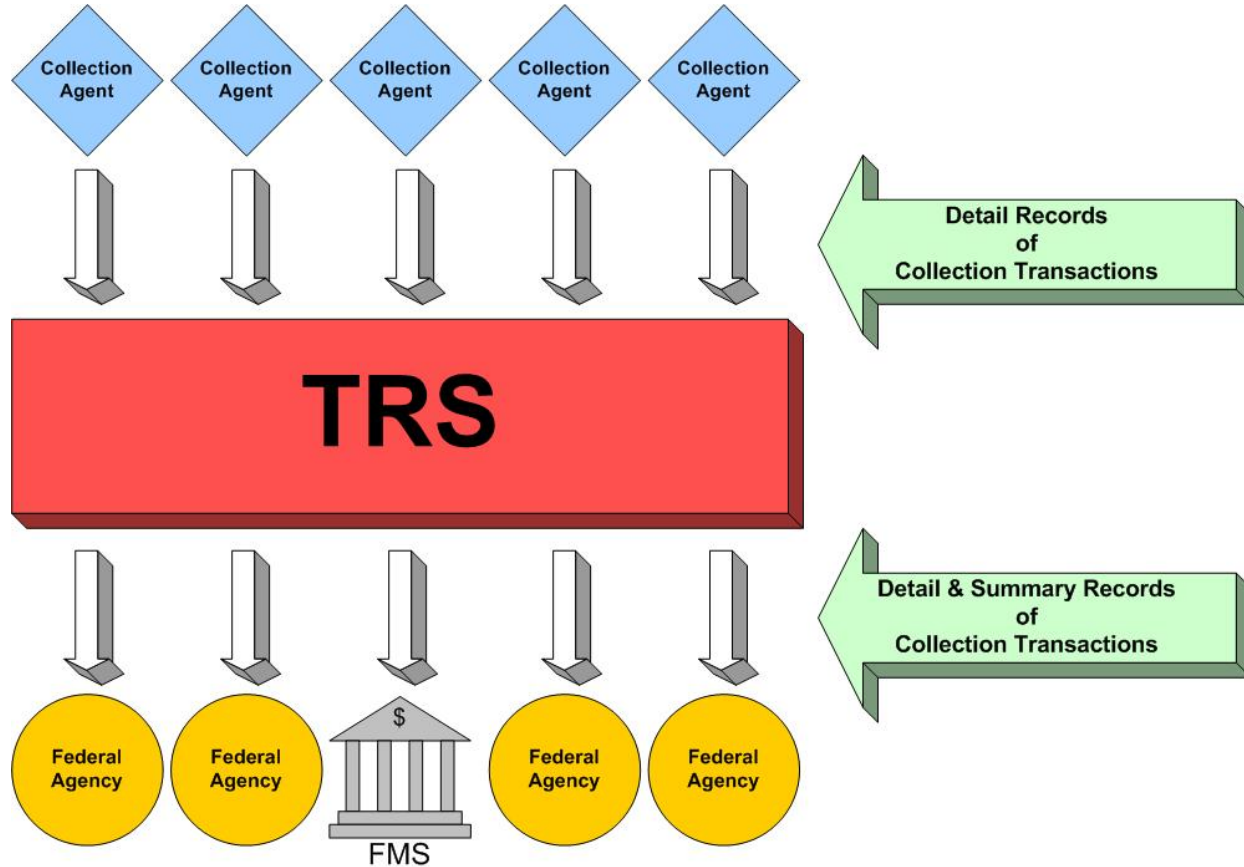 Collection
Agent
Collection
Agent
Collection
Agent
Collection
Agent
Collection
Agent
Detail Records
of
Collection Transactions
TRS
Detail & Summary Records
of
Collection Transactions
Federal
Agency
Federal
Agency
$
FMS
Federal
Agency
Federal
Agency